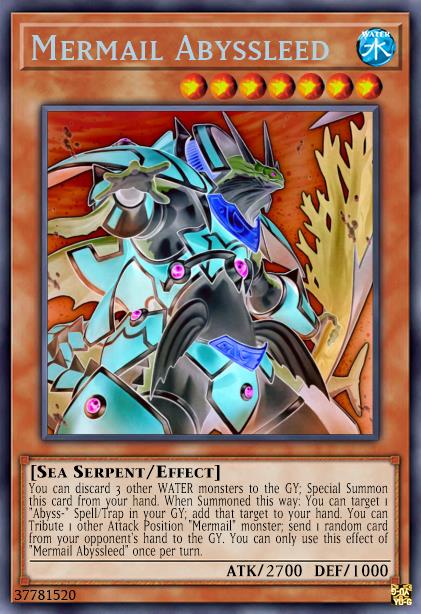 Mermail Abyssleed
WATER
水
[Sea Serpent/Effect]
You can discard 3 other WATER monsters to the GY; Special Summon
this card from your hand. When Summoned this way: You can target 1
"Abyss-" Spell/Trap in your GY; add that target to your hand. You can
Tribute 1 other Attack Position "Mermail" monster; send 1 random card
from your opponent's hand to the GY. You can only use this effect of
"Mermail Abyssleed" once per turn.
ATK/2700 DEF/1000
37781520